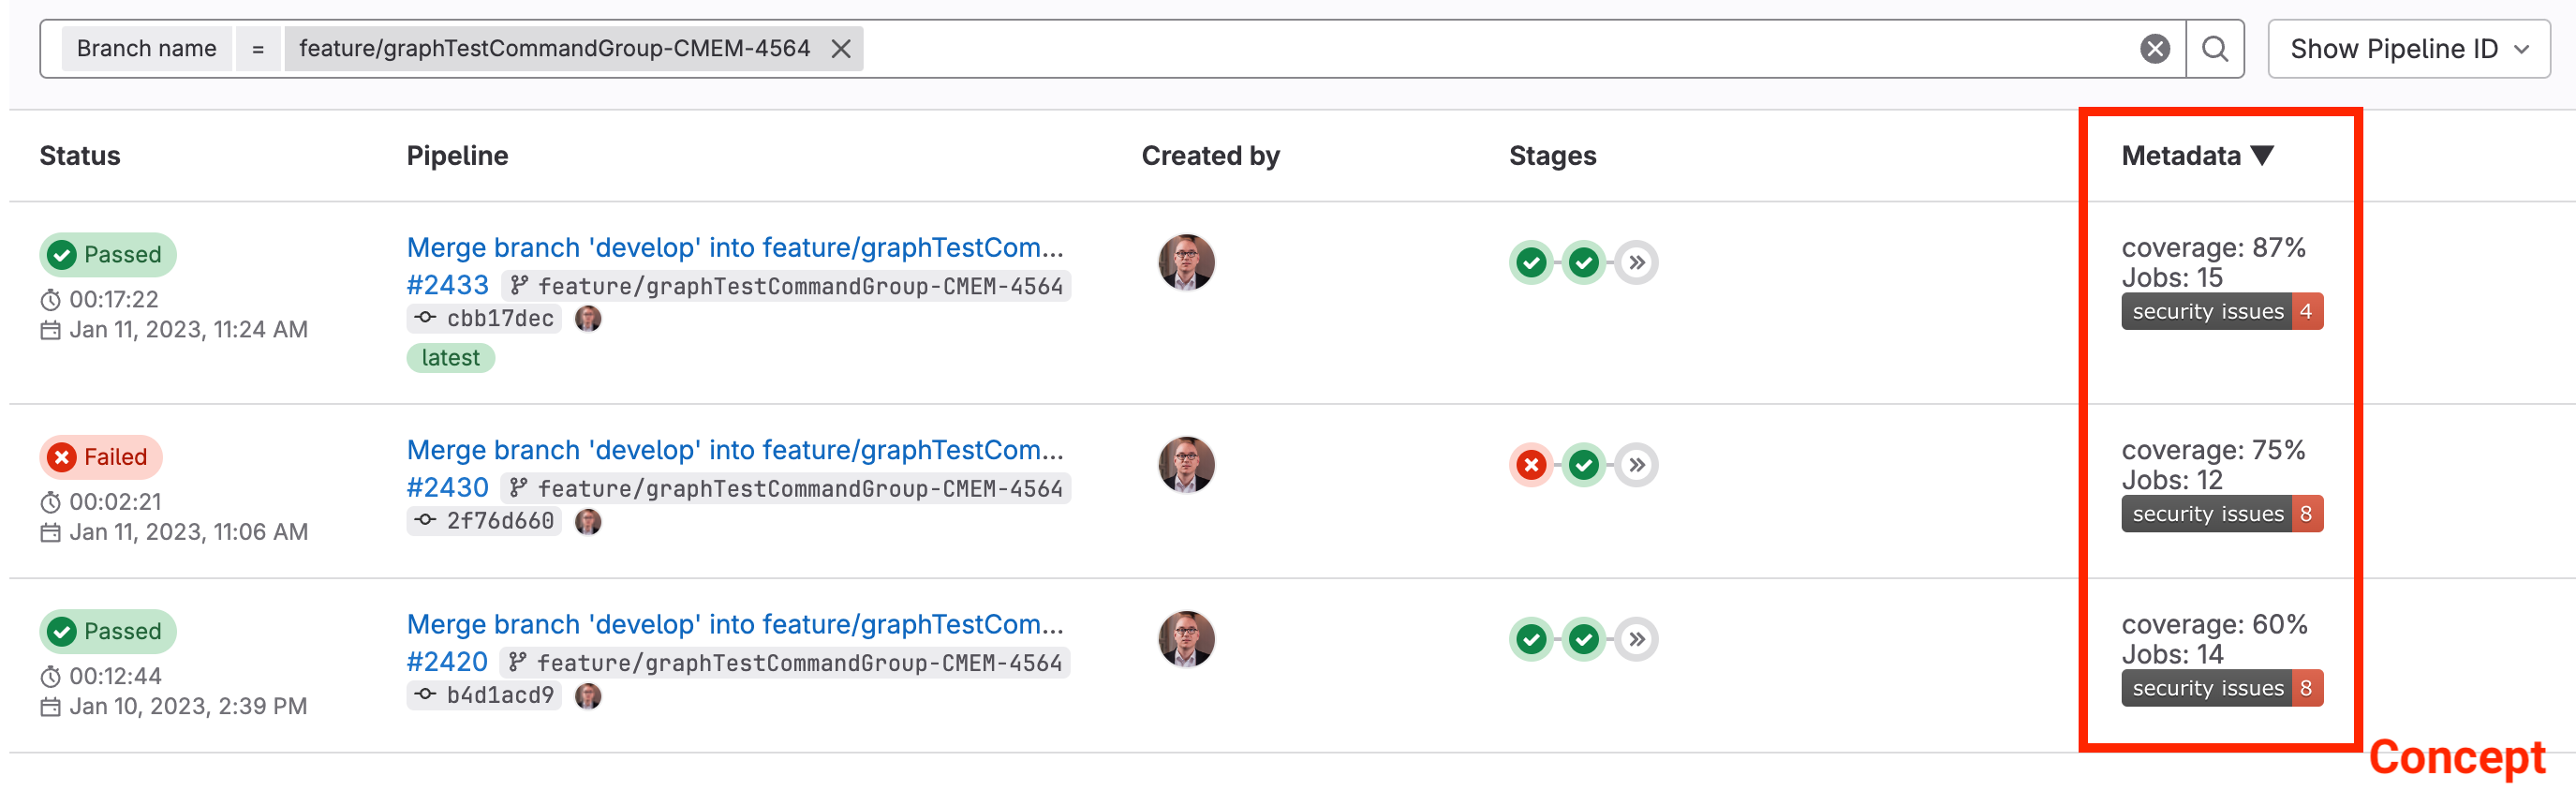 Branch name = feature/graphTestCommandGroup-CMEM-4564
Show Pipeline ID
Status Pipeline Created by Stages Metadata ▼
Passed
00:17:22
Jan 11, 2023, 11:24 AM
Merge branch 'develop' into feature/graphTestCom...
#2433 feature/graphTestCommandGroup-CMEM-4564
cbb17dec
latest
coverage: 87%
Jobs: 15
security issues 4
Failed
00:02:21
Jan 11, 2023, 11:06 AM
Merge branch 'develop' into feature/graphTestCom...
#2430 feature/graphTestCommandGroup-CMEM-4564
2f76d660
coverage: 75%
Jobs: 12
security issues 8
Passed
00:12:44
Jan 10, 2023, 2:39 PM
Merge branch 'develop' into feature/graphTestCom...
#2420 feature/graphTestCommandGroup-CMEM-4564
b4d1acd9
coverage: 60%
Jobs: 14
security issues 8
Concept